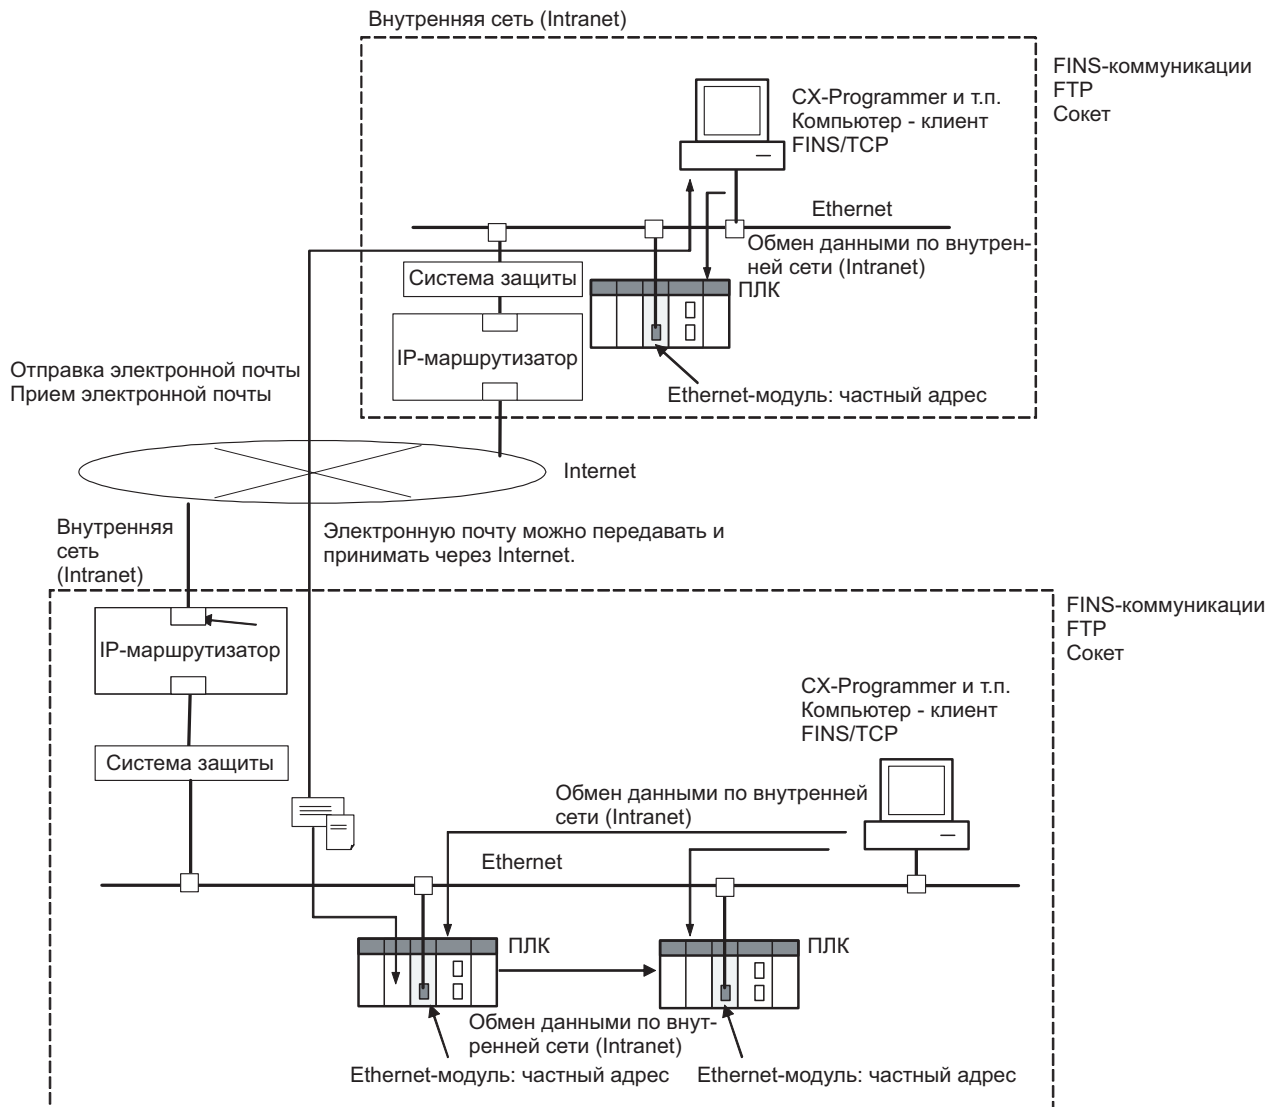 Внутренняя сеть (Intranet)
FINS-коммуникации
FTP
Сокет
CX-Programmer и т.п.
Компьютер - клиент
FINS/TCP
Ethernet
Обмен данными по внутрен-
ней сети (Intranet)
Система защиты
ПЛК
IP-маршрутизатор
Отправка электронной почты
Прием электронной почты
Ethernet-модуль: частный адрес
Internet
Внутренняя
сеть
(Intranet)
Электронную почту можно передавать и
принимать через Internet.
FINS-коммуникации
FTP
Сокет
IP-маршрутизатор
CX-Programmer и т.п.
Компьютер - клиент
FINS/TCP
Система защиты
Обмен данными по внутренней
сети (Intranet)
Ethernet
ПЛК
ПЛК
Обмен данными по внут-
ренней сети (Intranet)
Ethernet-модуль: частный адрес
Ethernet-модуль: частный адрес